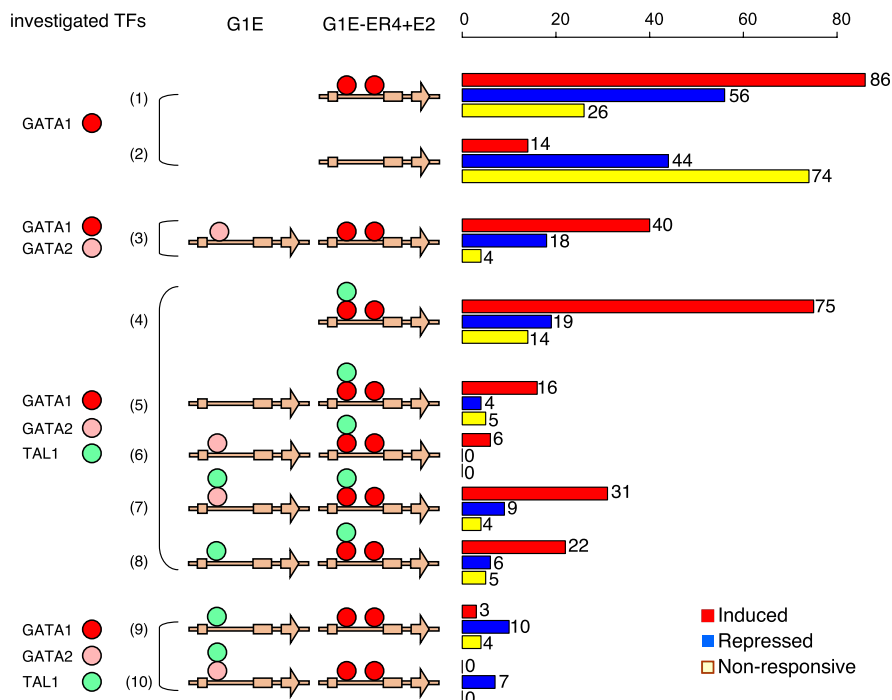 investigated TFs G1E G1E-ER4+E2 0 20 40 60 80
(1) 86
56
26
GATA1
(2) 14
44
74
GATA1
GATA2
(3) 40
18
4
(4) 75
19
14
GATA1
GATA2
TAL1
(5) 16
4
5
(6) 6
0
0
(7) 31
9
4
(8) 22
6
5
GATA1
GATA2
TAL1
(9) 3
10
4
(10) 0
7
0
Induced
Repressed
Non-responsive